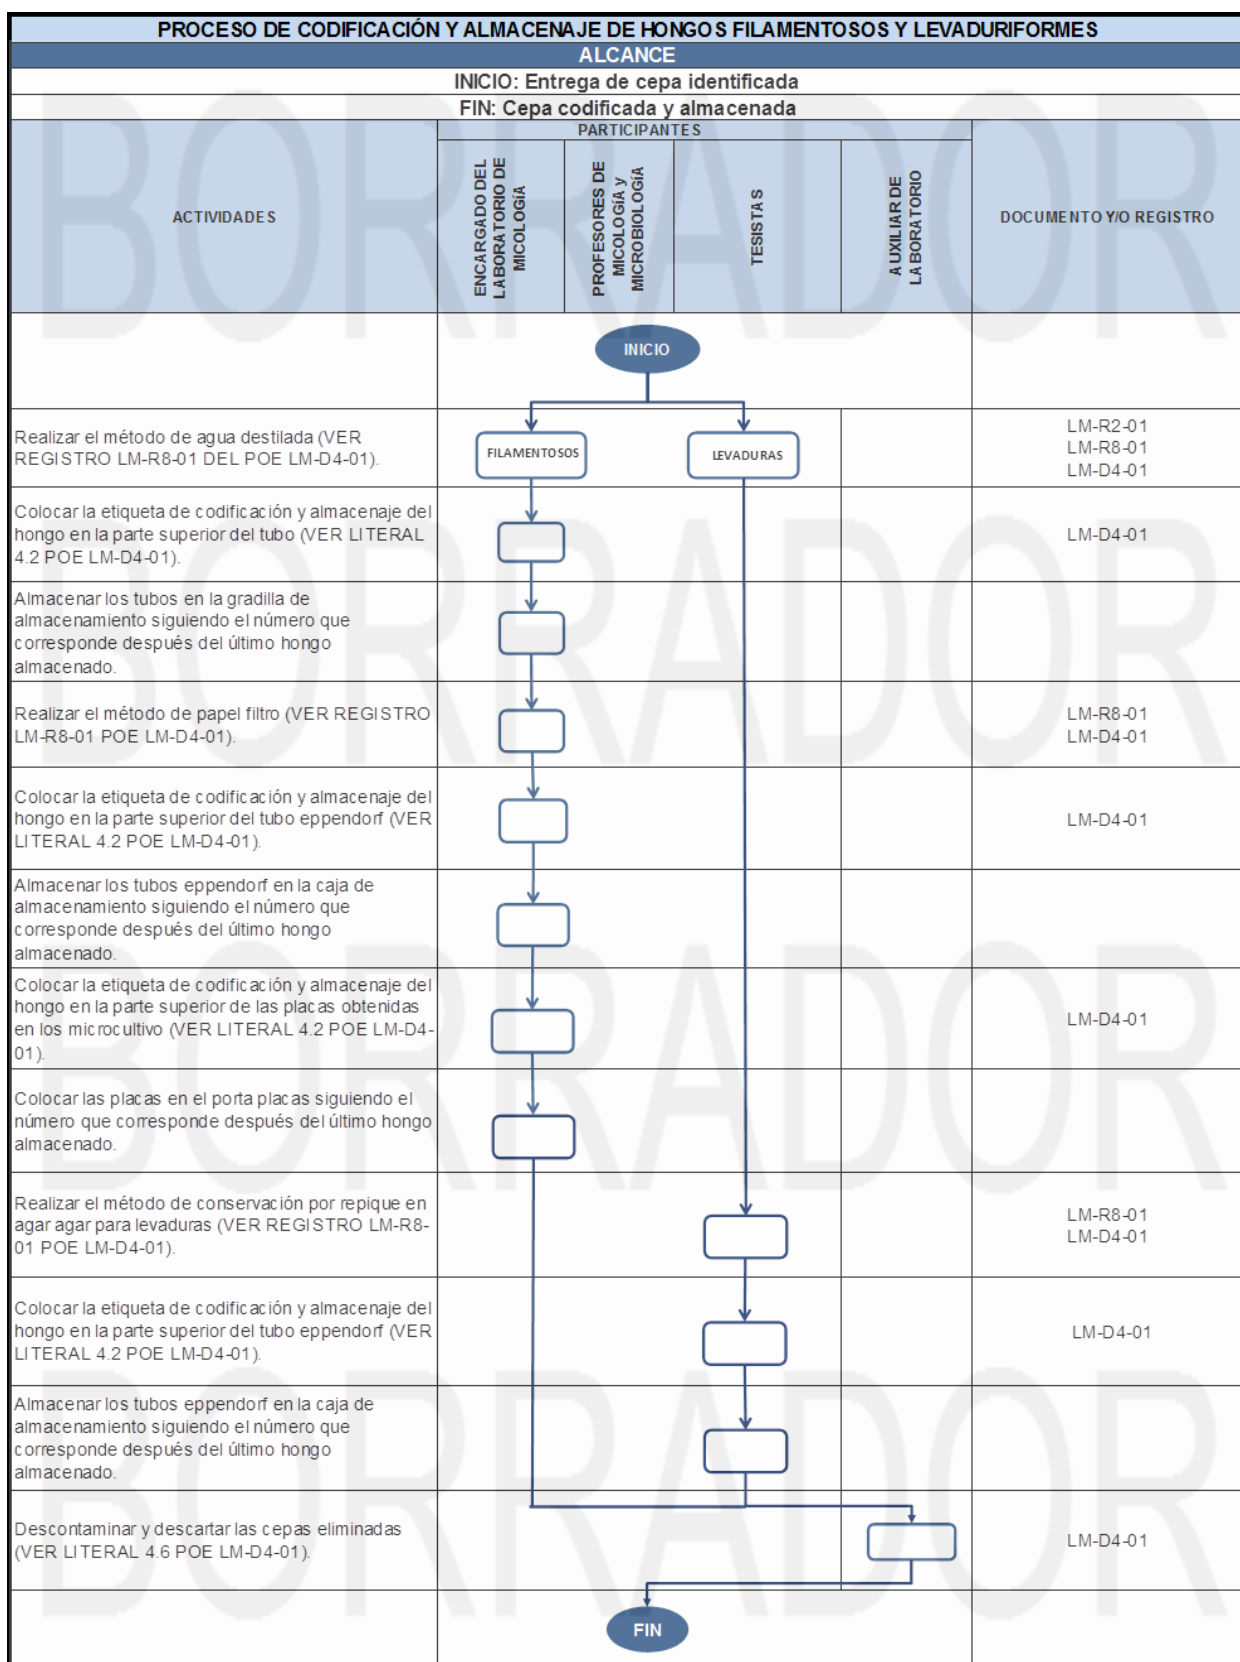 PROCESO DE CODIFICACIÓN Y ALMACENAJE DE HONGOS FILAMENTOSOS Y LEVADURIFORMES
ALCANCE
INICIO: Entrega de cepa identificada
FIN: Cepa codificada y almacenada
PARTICIPANTES
ACTIVIDADES
ENCARGADO DEL
LABORATORIO DE
MICOLOGÍA
PROFESORES DE
MICOLOGÍA y
MICROBIOLOGÍA
TESISTAS
AUXILIAR DE
LABORATORIO
DOCUMENTO Y/O REGISTRO
INICIO
Realizar el método de agua destilada (VER
REGISTRO LM-R8-01 DEL POE LM-D4-01).
FILAMENTOSOS
LEVADURAS
LM-R2-01
LM-R8-01
LM-D4-01
Colocar la etiqueta de codificación y almacenaje del
hongo en la parte superior del tubo (VER LITERAL
4.2 POE LM-D4-01).
LM-D4-01
Almacenar los tubos en la gradilla de
almacenamiento siguiendo el número que
corresponde después del último hongo
almacenado.
Realizar el método de papel filtro (VER REGISTRO
LM-R8-01 POE LM-D4-01).
LM-R8-01
LM-D4-01
Colocar la etiqueta de codificación y almacenaje del
hongo en la parte superior del tubo eppendorf (VER
LITERAL 4.2 POE LM-D4-01).
LM-D4-01
Almacenar los tubos eppendorf en la caja de
almacenamiento siguiendo el número que
corresponde después del último hongo
almacenado.
Colocar la etiqueta de codificación y almacenaje del
hongo en la parte superior de las placas obtenidas
en los microcultivo (VER LITERAL 4.2 POE LM-D4-
01).
LM-D4-01
Colocar las placas en el porta placas siguiendo el
número que corresponde después del último hongo
almacenado.
Realizar el método de conservación por repique en
agar agar para levaduras (VER REGISTRO LM-R8-
01 POE LM-D4-01).
LM-R8-01
LM-D4-01
Colocar la etiqueta de codificación y almacenaje del
hongo en la parte superior del tubo eppendorf (VER
LITERAL 4.2 POE LM-D4-01).
LM-D4-01
Almacenar los tubos eppendorf en la caja de
almacenamiento siguiendo el número que
corresponde después del último hongo
almacenado.
Descontaminar y descartar las cepas eliminadas
(VER LITERAL 4.6 POE LM-D4-01).
LM-D4-01
FIN
BORRADOR
BORRADOR
BORRADOR
BORRADOR